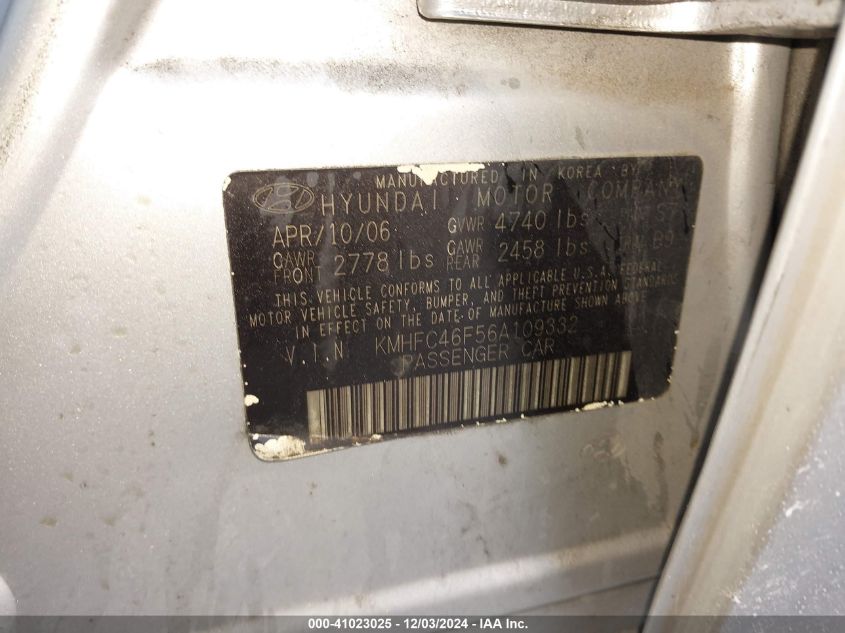 MANUFACTURED IN KOREA BY
HYUNDAI MOTOR COMPANY
APR/10/06 GVWR 4740 lbs
GAWR FRONT 2778 lbs GAWR REAR 2458 lbs
THIS VEHICLE CONFORMS TO ALL APPLICABLE U.S.A. FEDERAL
MOTOR VEHICLE SAFETY, BUMPER, AND THEFT PREVENTION STANDARDS
IN EFFECT ON THE DATE OF MANUFACTURE SHOWN ABOVE
V.I.N KMHFC46F56A109332
PASSENGER CAR
000-41023025 - 12/03/2024 - IAA Inc.